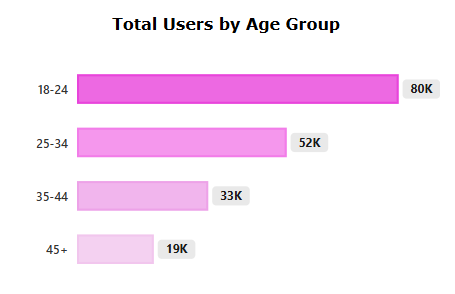 Total Users by Age Group
18-24 80K
25-34 52K
35-44 33K
45+ 19K